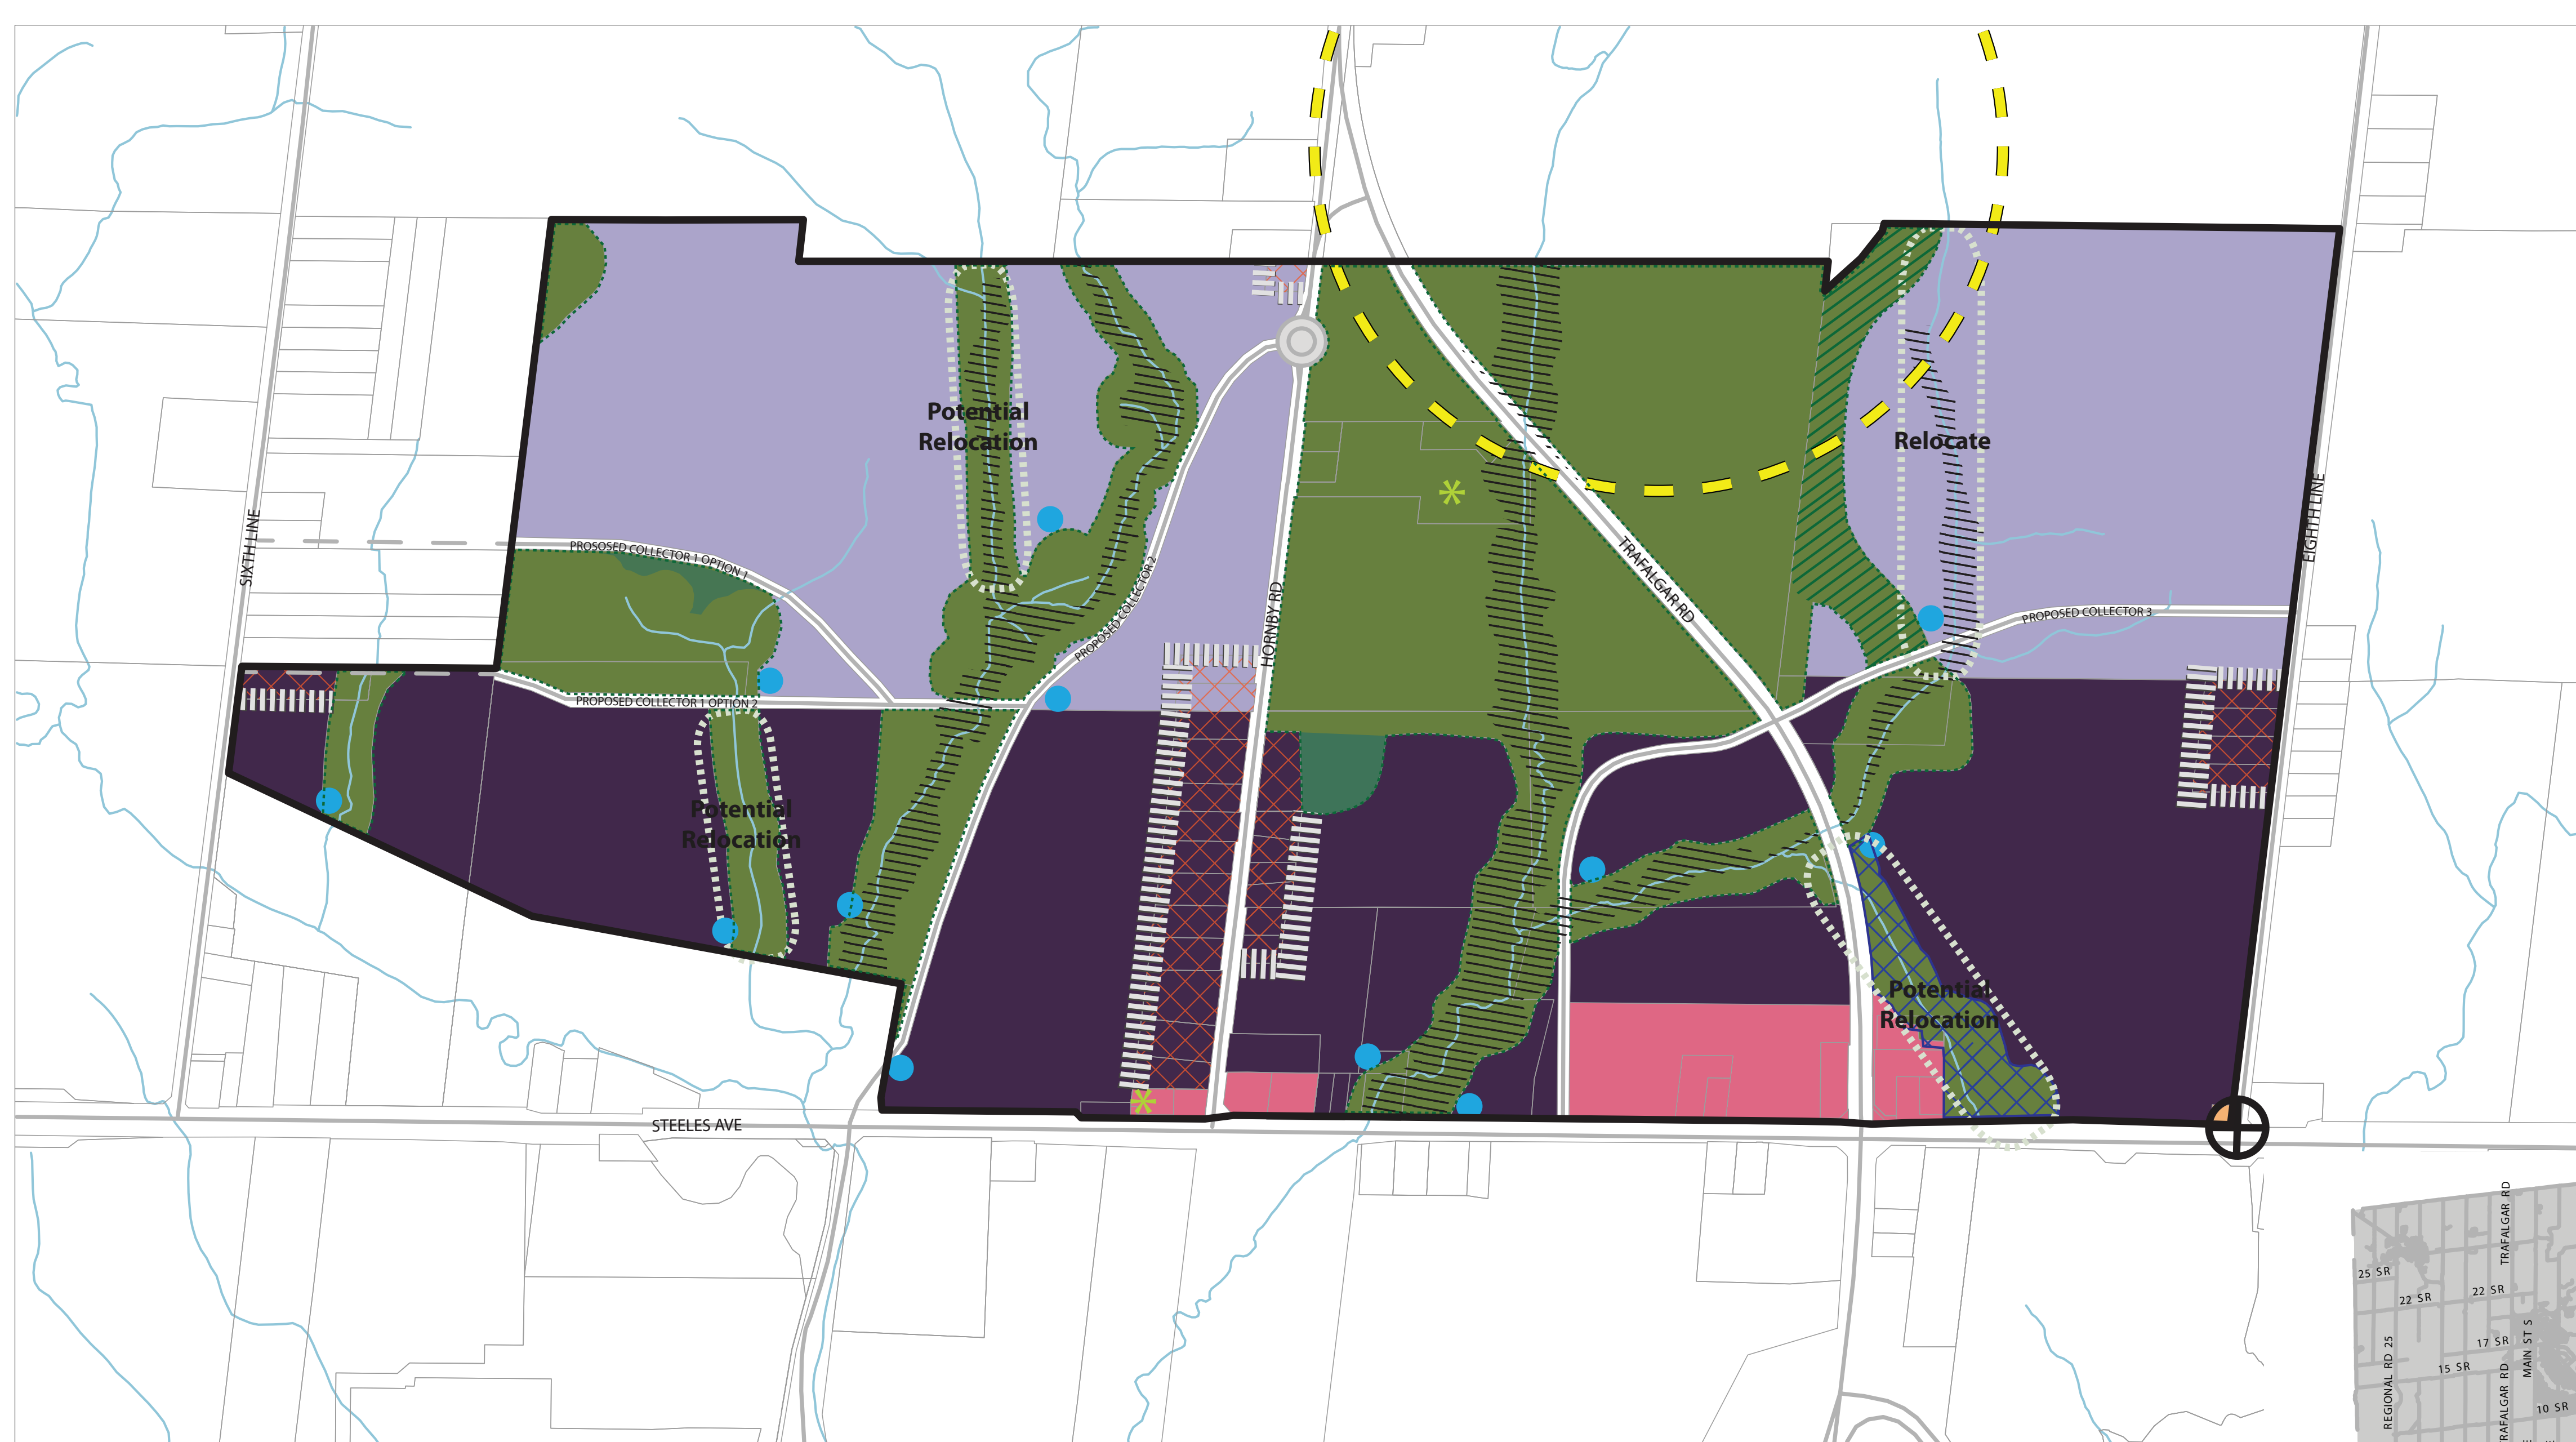 Potential
Relocation
Relocate
SIXTH LINE
EIGHTH LINE
PROSOSED COLLECTOR 1 OPTION 1
TRAFALGAR RD
PROPOSED COLLECTOR 2
HORNBY RD
PROPOSED COLLECTOR 3
PROPOSED COLLECTOR 1 OPTION 2
Potential
Relocation
Potential
Relocation
STEELES AVE
TRAFALGAR RD
25 SR
22 SR
22 SR
17 SR
15 SR
MAIN ST S
REGIONAL RD 25
RAFALGAR RD
10 SR